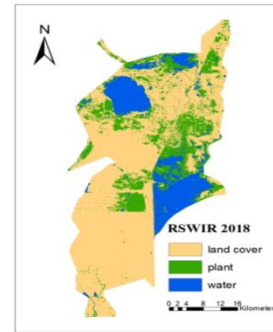 N
RSWIR 2018
land cover
plant
water
0 2 4 8 12 16
Kilometer